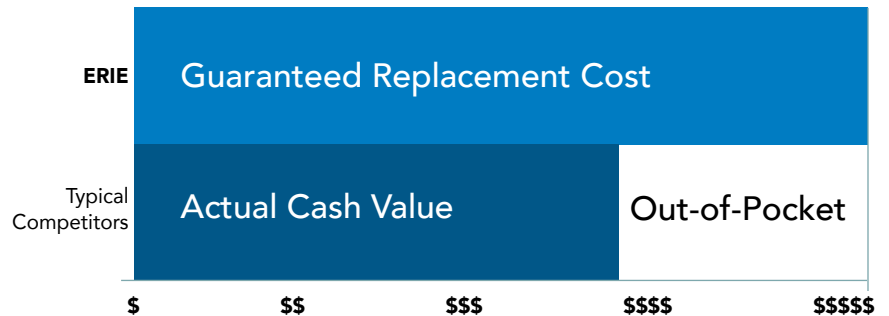 ERIE
Guaranteed Replacement Cost
Typical
Competitors
Actual Cash Value
Out-of-Pocket
$ $$ $$$ $$$$ $$$$$